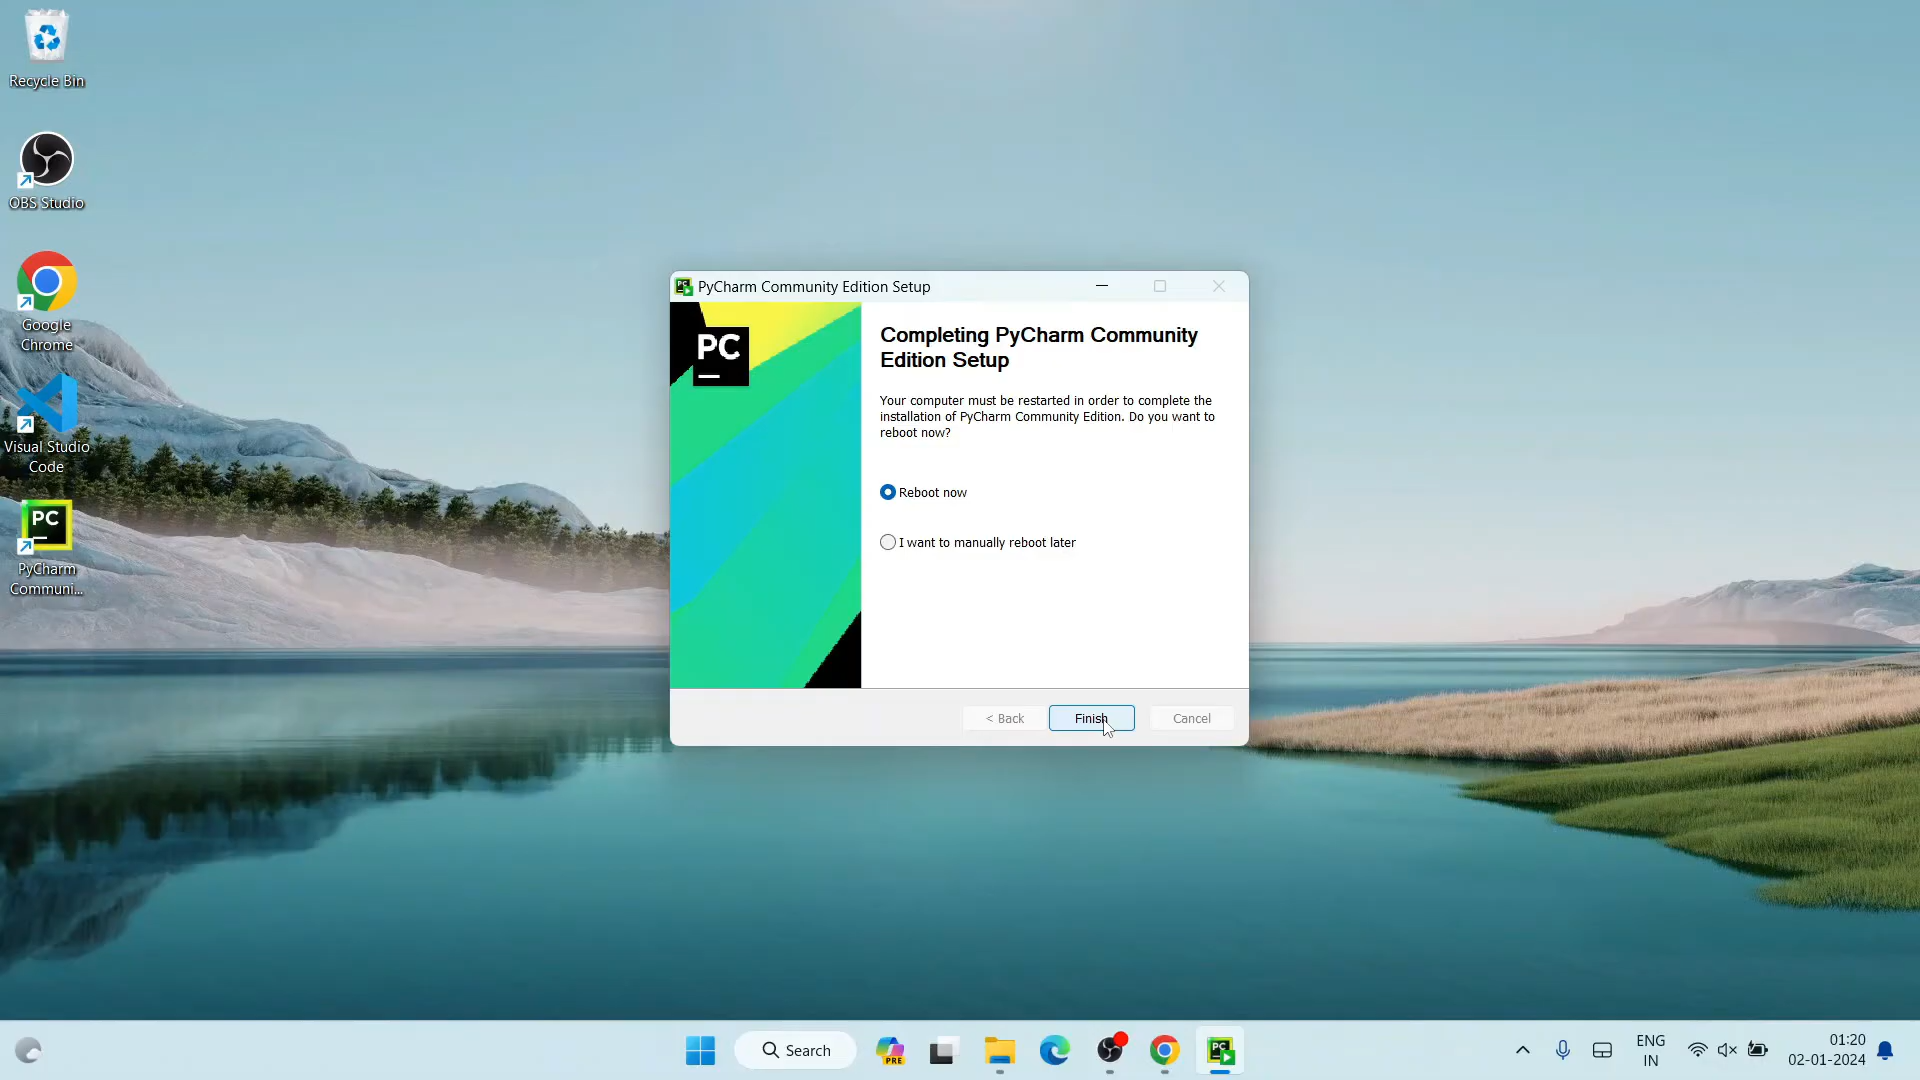 Recycle Bin
OBS Studio
Google
Chrome
Visual Studio
Code
PC
PyCharm
Communi...
PC
PyCharm Community Edition Setup
PC
Completing PyCharm Community
Edition Setup
Your computer must be restarted in order to complete the
installation of PyCharm Community Edition. Do you want to
reboot now?
Reboot now
I want to manually reboot later
< Back
Finish
Cancel
Search
PRE
PC
ENG
IN
01:20
02-01-2024